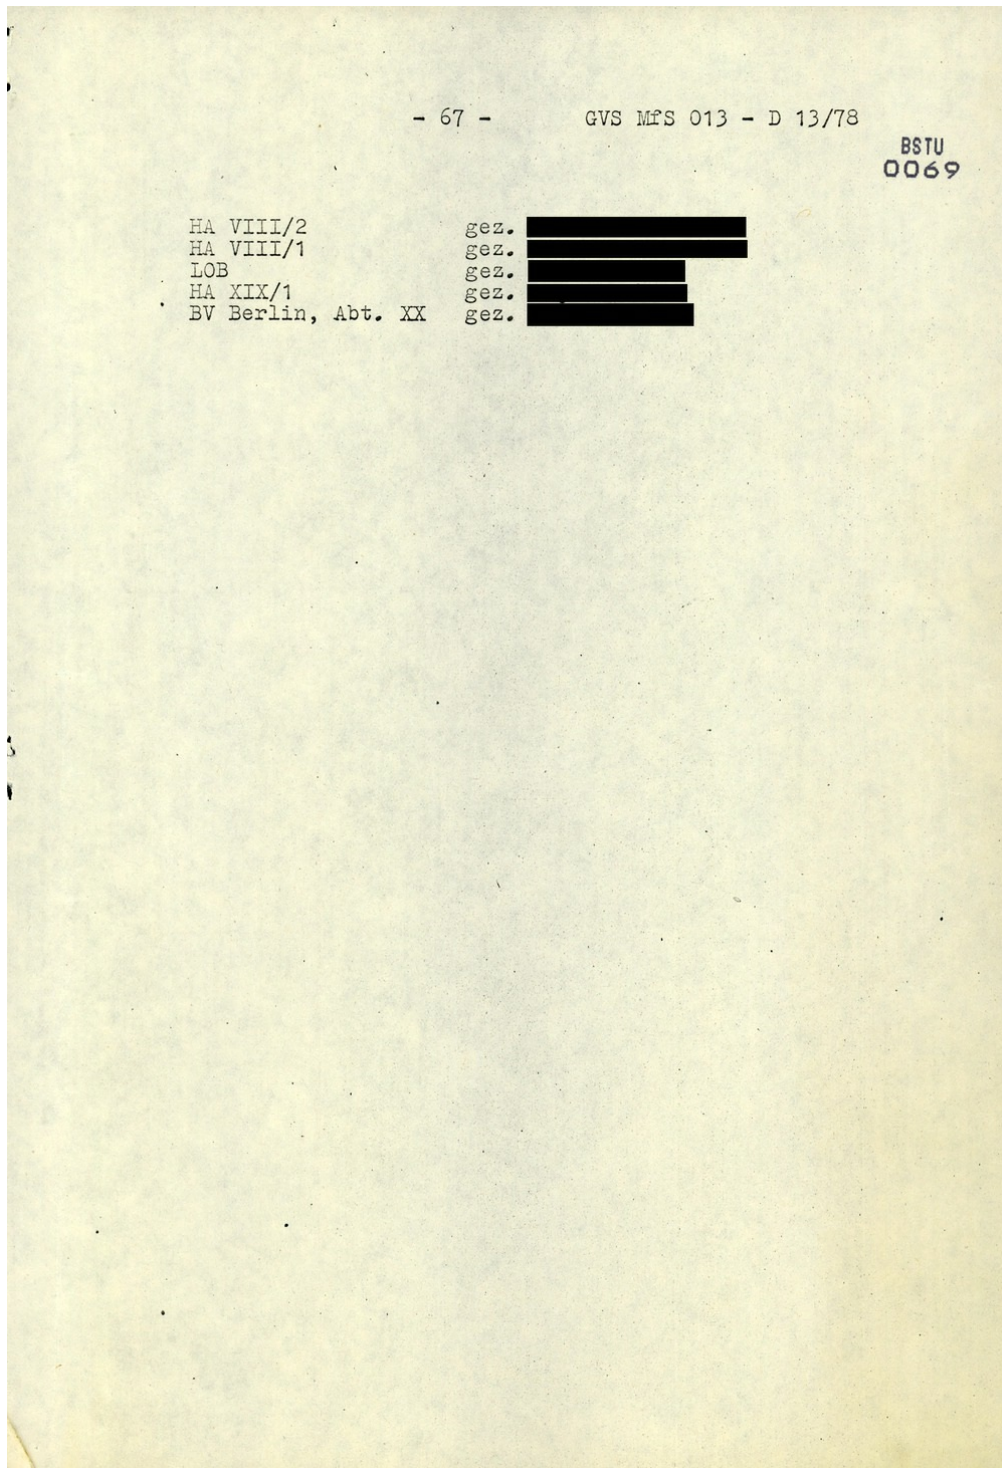 - 67 - GVS MfS 013 - D 13/78
BSTU
0069
HA VIII/2 gez.
HA VIII/1 gez.
LOB gez.
HA XIX/1 gez.
BV Berlin, Abt. XX gez.